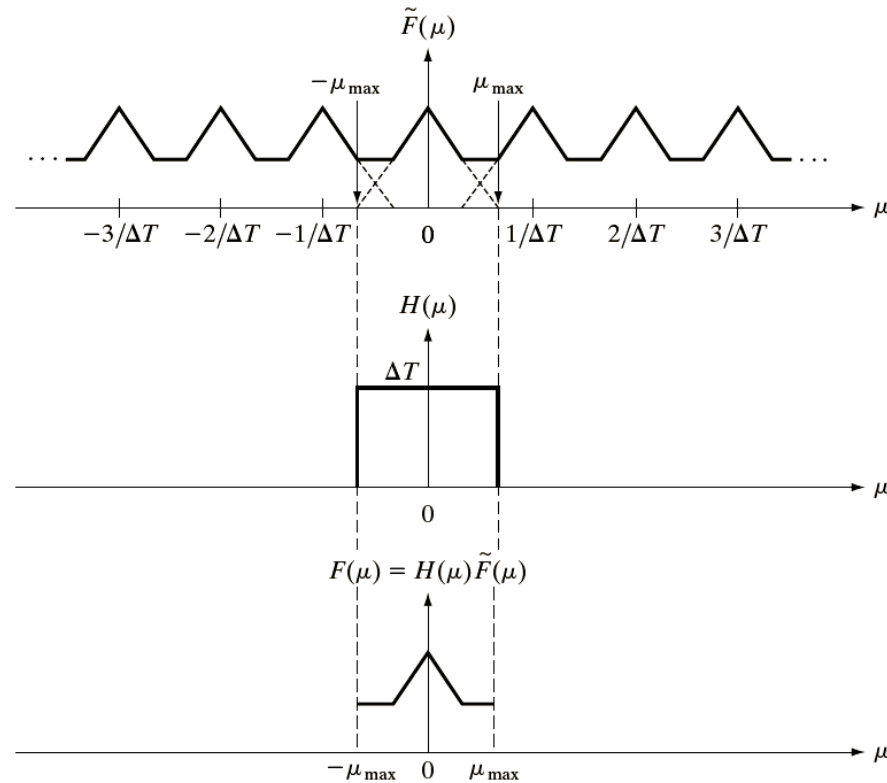 F̃(μ)
−μmax μmax
· · · · · ·
μ
−3/ΔT −2/ΔT −1/ΔT 0 1/ΔT 2/ΔT 3/ΔT
H(μ)
ΔT
μ
0
F(μ) = H(μ)F̃(μ)
μ
−μmax 0 μmax